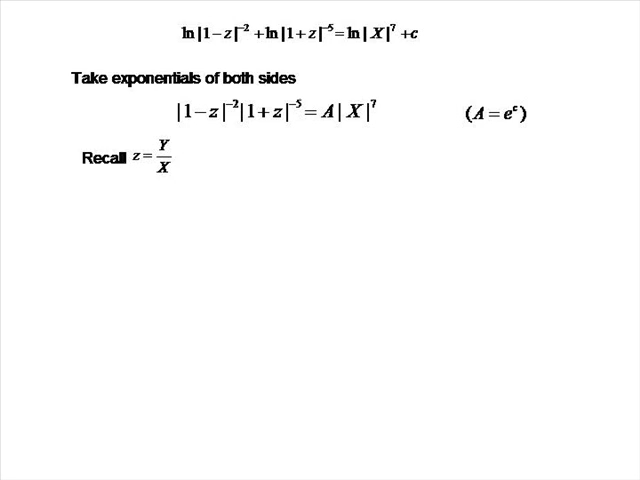 ln|1−z|⁻²+ln|1+z|⁻⁵=ln|X|⁷+c
Take exponentials of both sides
|1−z|⁻²|1+z|⁻⁵=A|X|⁷ (A=eᶜ)
Recall z=Y/X